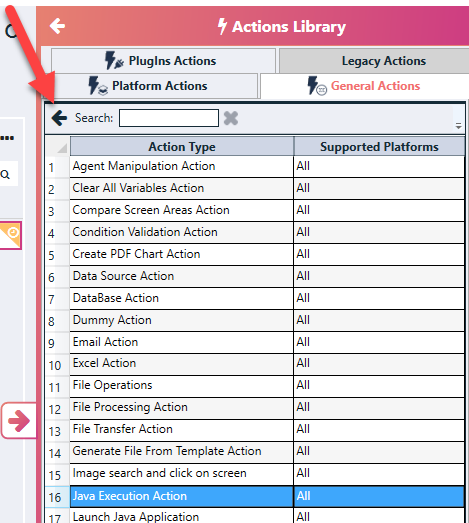 Actions Library
PlugIns Actions Legacy Actions
Platform Actions General Actions
Search:
Action Type Supported Platforms
1 Agent Manipulation Action All
2 Clear All Variables Action All
3 Compare Screen Areas Action All
4 Condition Validation Action All
5 Create PDF Chart Action All
6 Data Source Action All
7 DataBase Action All
8 Dummy Action All
9 Email Action All
10 Excel Action All
11 File Operations All
12 File Processing Action All
13 File Transfer Action All
14 Generate File From Template Action All
15 Image search and click on screen All
16 Java Execution Action All
17 Launch Java Application All